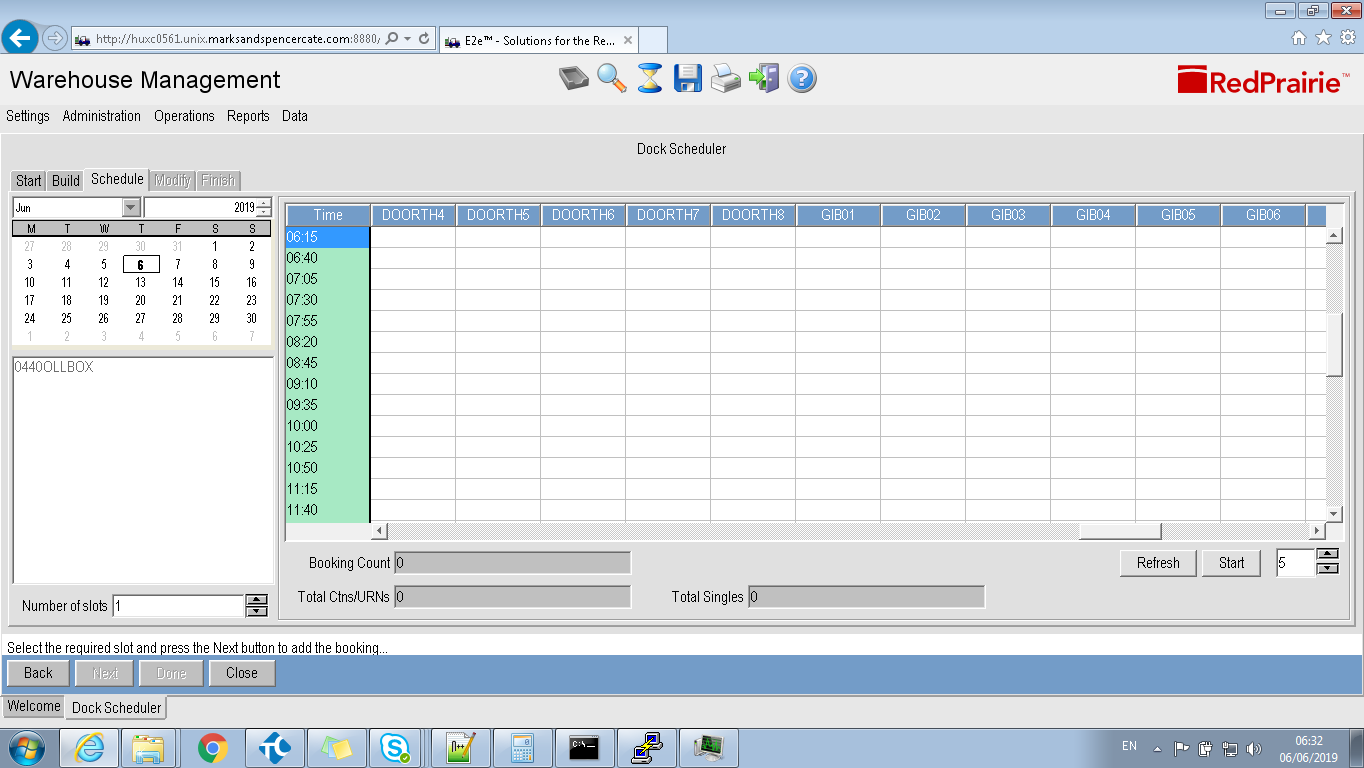 http://huxc0561.unix.marksandspencercate.com:8880/
E2e™ - Solutions for the Re...
Warehouse Management
RedPrairie™
Settings Administration Operations Reports Data
Dock Scheduler
Start Build Schedule Modify Finish
Jun 2019
M T W T F S S
27 28 29 30 31 1 2
3 4 5 6 7 8 9
10 11 12 13 14 15 16
17 18 19 20 21 22 23
24 25 26 27 28 29 30
1 2 3 4 5 6 7
0440OLLBOX
Number of slots 1
Time DOORTH4 DOORTH5 DOORTH6 DOORTH7 DOORTH8 GIB01 GIB02 GIB03 GIB04 GIB05 GIB06
06:15
06:40
07:05
07:30
07:55
08:20
08:45
09:10
09:35
10:00
10:25
10:50
11:15
11:40
Booking Count 0
Refresh Start 5
Total Ctns/URNs 0 Total Singles 0
Select the required slot and press the Next button to add the booking...
Back Next Done Close
Welcome Dock Scheduler
EN
06:32
06/06/2019